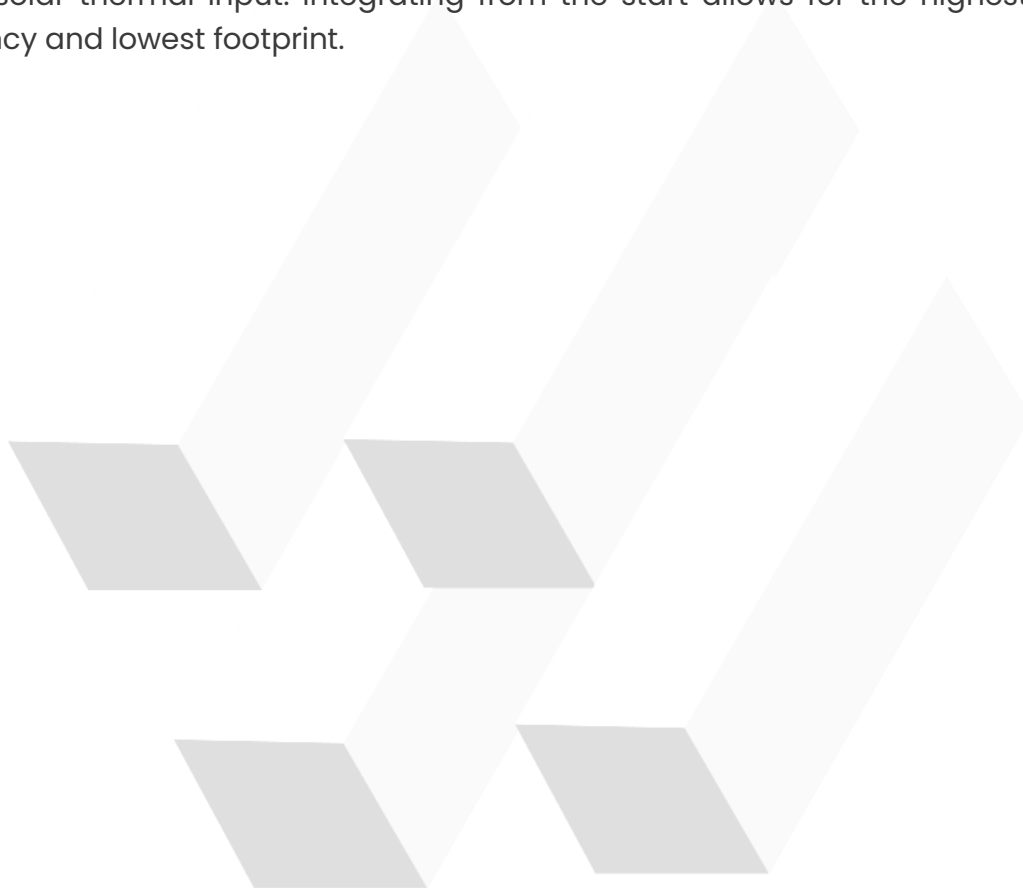 solar thermal input. Integrating from the start allows for the highest
cy and lowest footprint.